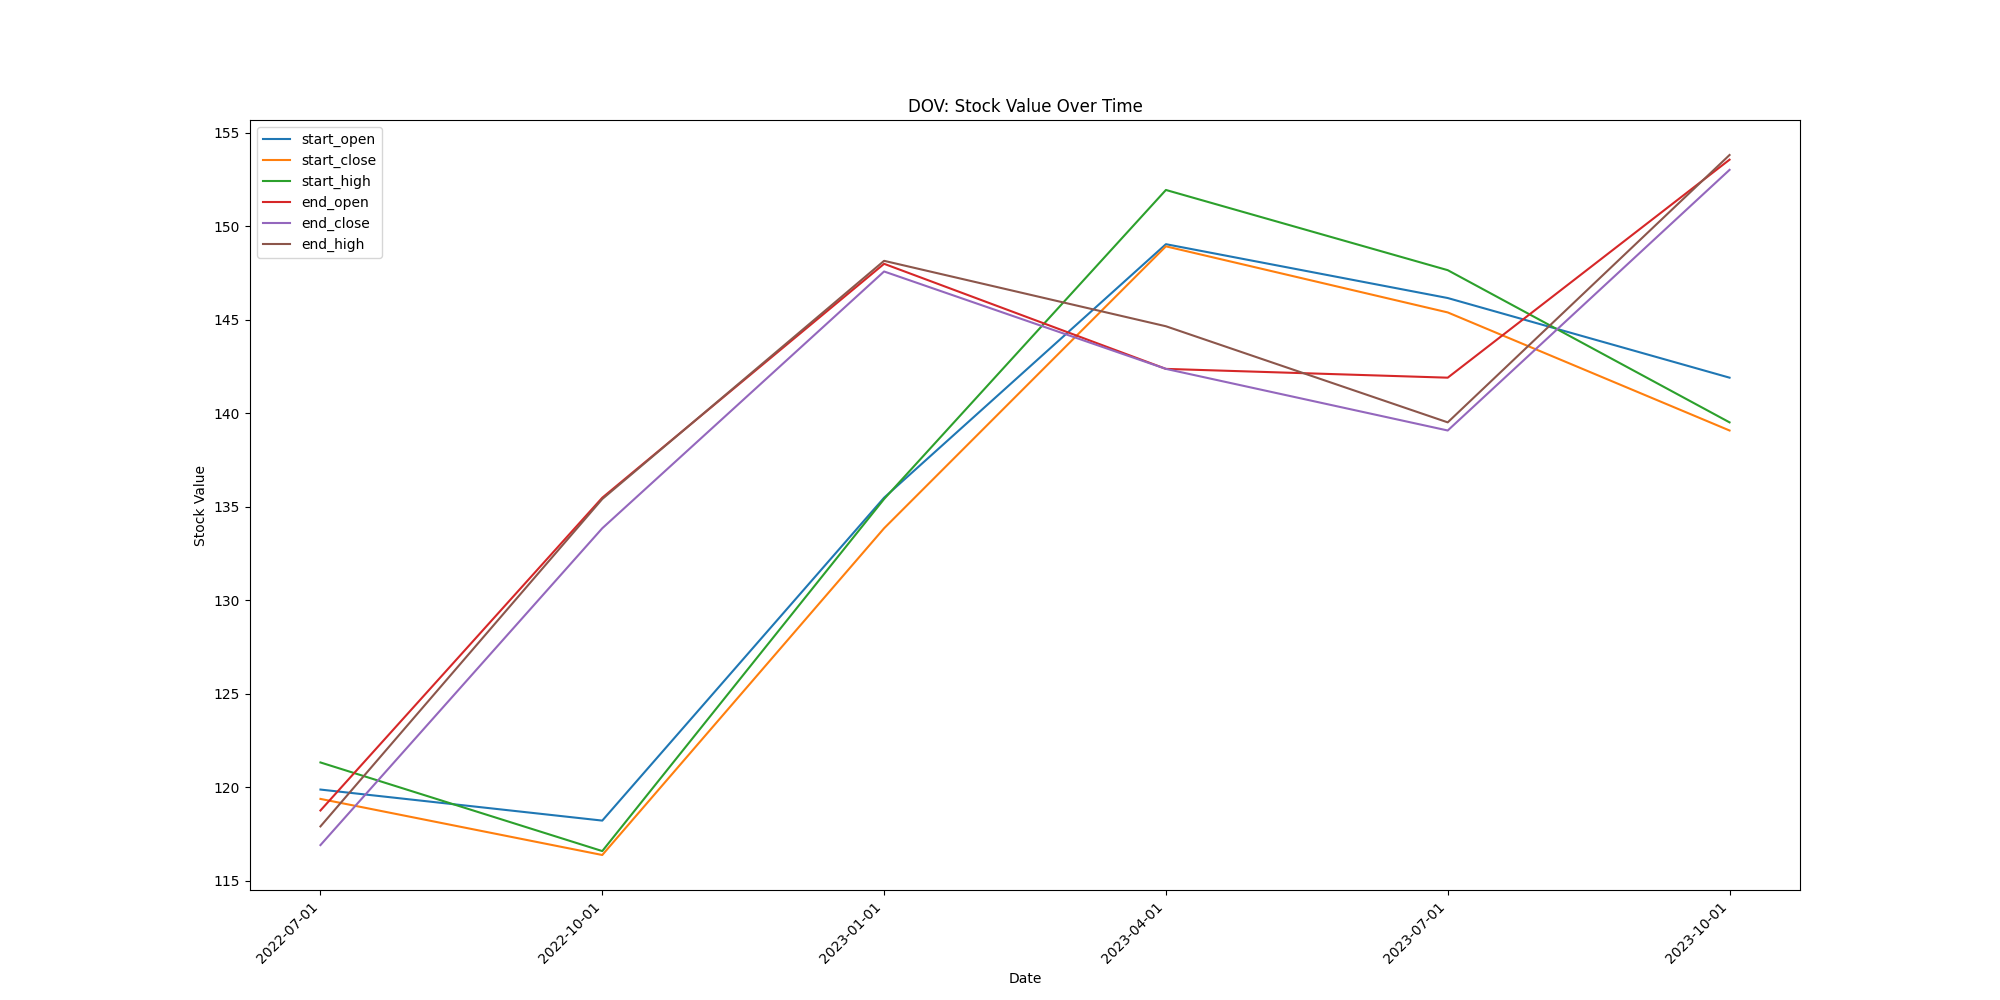 DOV: Stock Value Over Time
start_open
start_close
start_high
end_open
end_close
end_high
155
150
145
140
135
130
125
120
115
Stock Value
2022-07-01
2022-10-01
2023-01-01
2023-04-01
2023-07-01
2023-10-01
Date